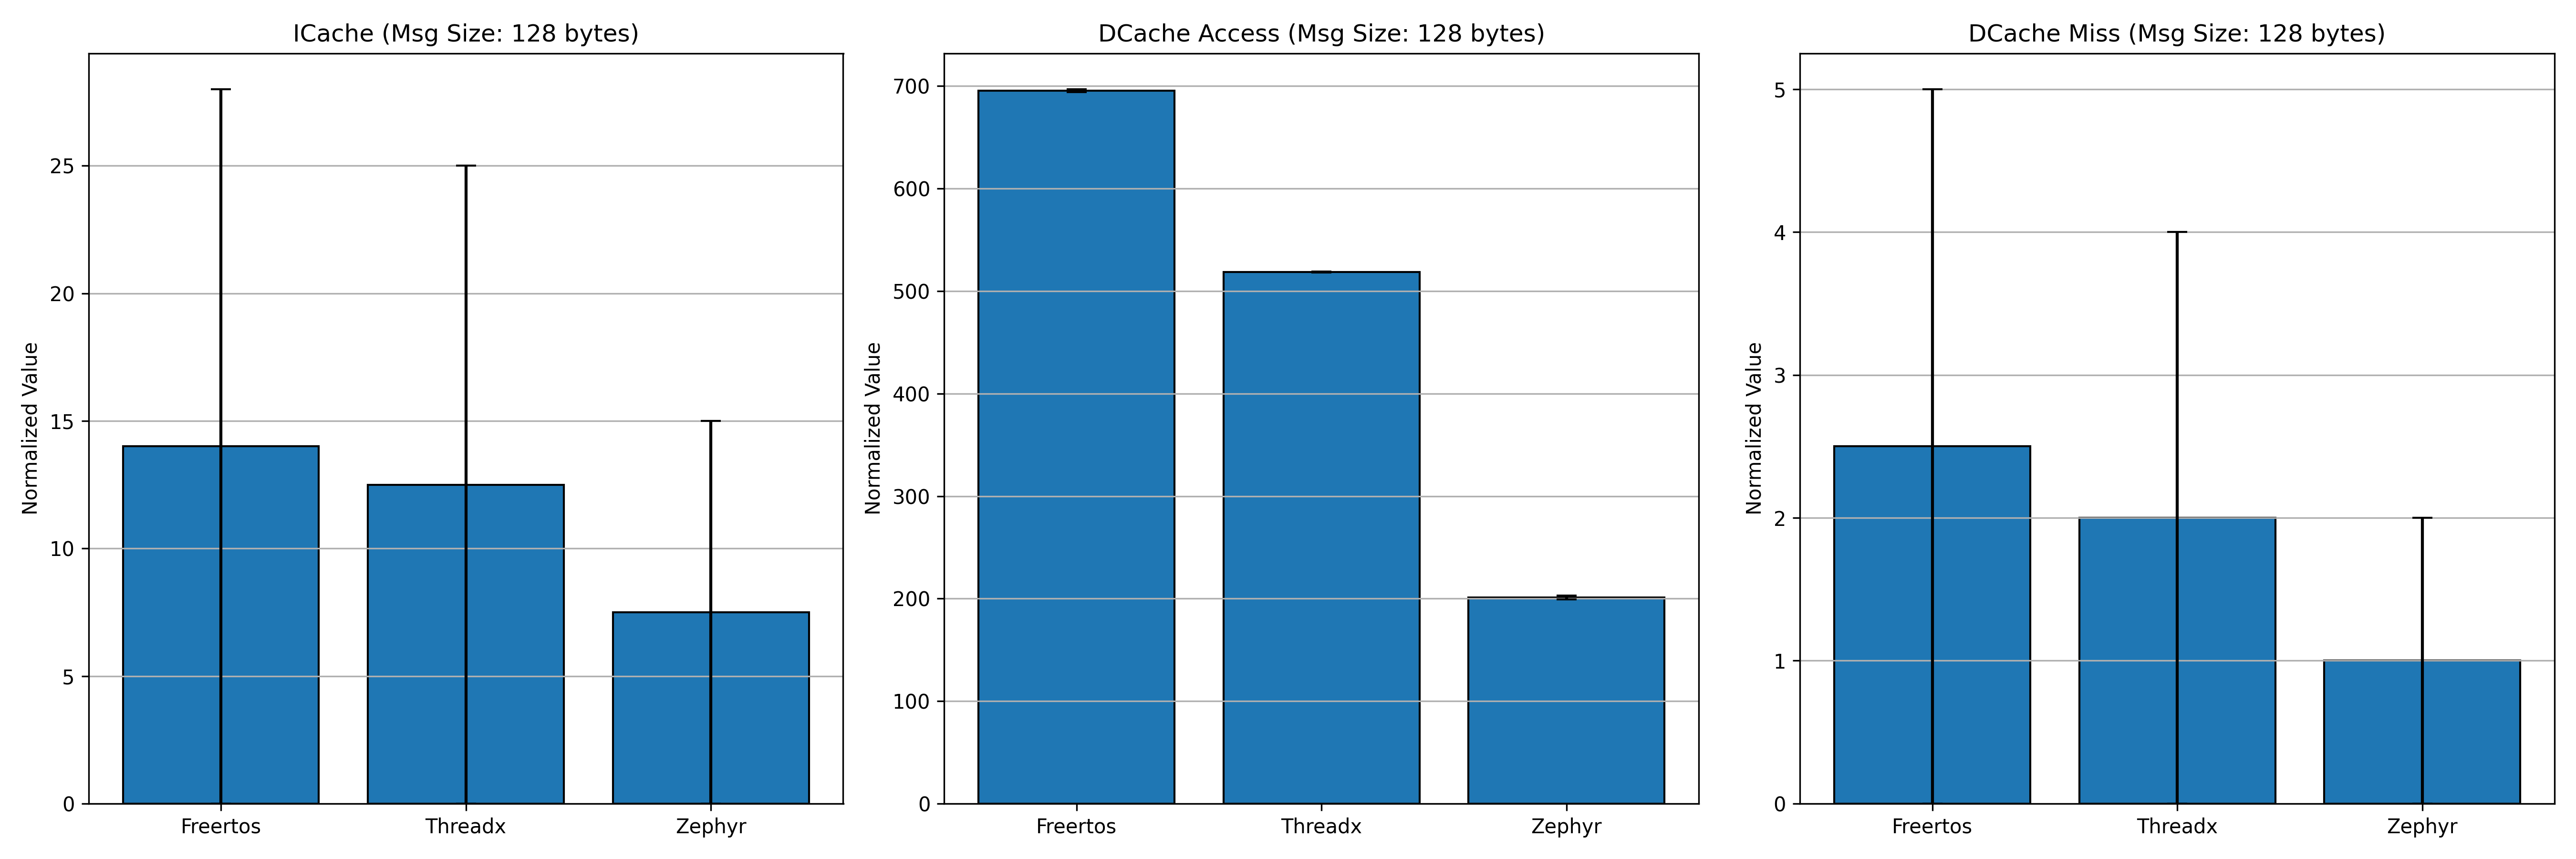 ICache (Msg Size: 128 bytes)
Normalized Value
25
20
15
10
5
0
Freertos Threadx Zephyr
DCache Access (Msg Size: 128 bytes)
Normalized Value
700
600
500
400
300
200
100
0
Freertos Threadx Zephyr
DCache Miss (Msg Size: 128 bytes)
Normalized Value
5
4
3
2
1
0
Freertos Threadx Zephyr